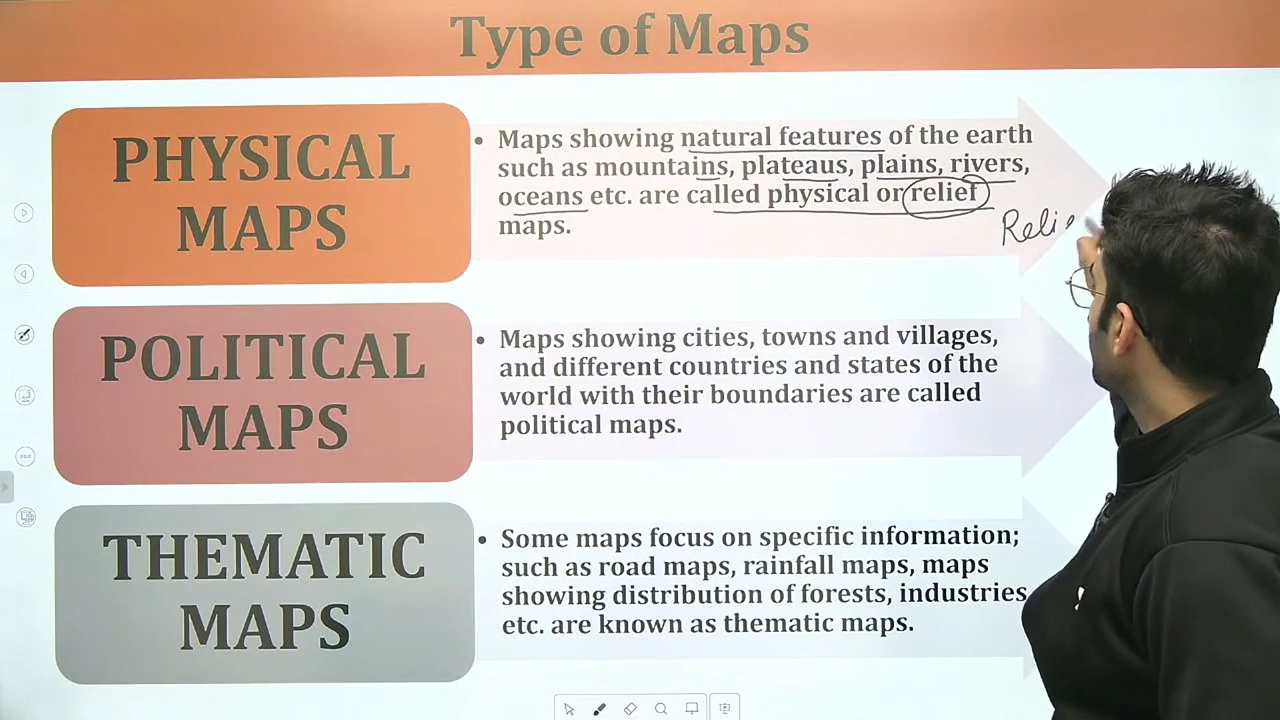 Type of Maps
PHYSICAL
MAPS
• Maps showing natural features of the earth
such as mountains, plateaus, plains, rivers,
oceans etc. are called physical or relief
maps.
Relie
POLITICAL
MAPS
• Maps showing cities, towns and villages,
and different countries and states of the
world with their boundaries are called
political maps.
THEMATIC
MAPS
• Some maps focus on specific information;
such as road maps, rainfall maps, maps
showing distribution of forests, industries
etc. are known as thematic maps.